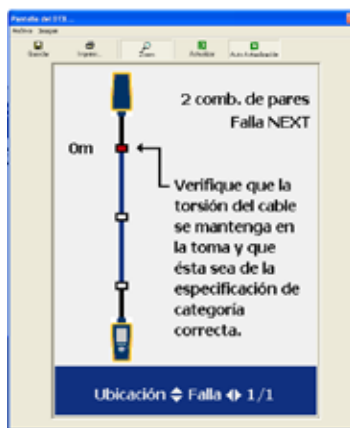 Pantalla del DTX...
Archivo Imagen
Guardar Imprimir... Zoom Actualizar Auto Actualización
2 comb. de pares
Falla NEXT
0m
Verifique que la
torsión del cable
se mantenga en
la toma y que
ésta sea de la
especificación de
categoría
correcta.
Ubicación Falla 1/1